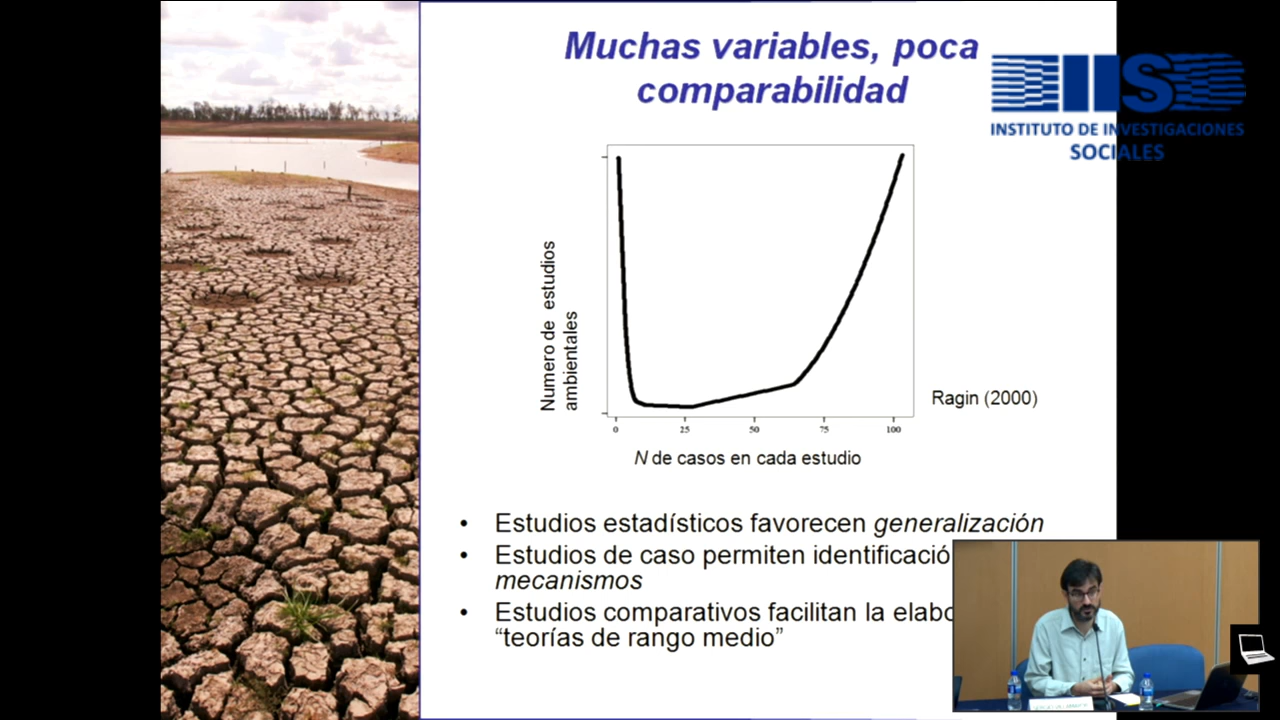 Muchas variables, poca
comparabilidad
IISO
INSTITUTO DE INVESTIGACIONES
SOCIALES
Numero de estudios
ambientales
0 25 50 75 100
N de casos en cada estudio
Ragin (2000)
• Estudios estadísticos favorecen generalización
• Estudios de caso permiten identificació
mecanismos
• Estudios comparativos facilitan la elabo
“teorías de rango medio”